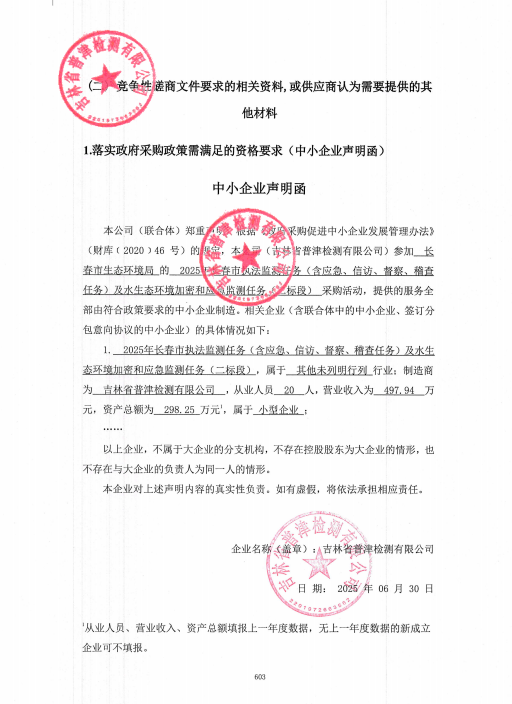 吉林省普津检测有限公司
(二) 竞争性磋商文件要求的相关资料,或供应商认为需要提供的其
他材料
1.落实政府采购政策需满足的资格要求（中小企业声明函）
中小企业声明函
本公司（联合体）郑重声明，根据《政府采购促进中小企业发展管理办法》
（财库﹝2020﹞46 号）的规定，本公司（吉林省普津检测有限公司）参加 长
春市生态环境局 的 2025年长春市执法监测任务（含应急、信访、督察、稽查
任务）及水生态环境加密和应急监测任务（二标段） 采购活动，提供的服务全
部由符合政策要求的中小企业制造。相关企业（含联合体中的中小企业、签订分
包意向协议的中小企业）的具体情况如下：
1. 2025年长春市执法监测任务（含应急、信访、督察、稽查任务）及水生
态环境加密和应急监测任务（二标段），属于 其他未列明行列 行业；制造商
为 吉林省普津检测有限公司 ，从业人员 20 人，营业收入为 497.94 万
元，资产总额为 298.25 万元¹，属于 小型企业 ；
……
以上企业，不属于大企业的分支机构，不存在控股股东为大企业的情形，也
不存在与大企业的负责人为同一人的情形。
本企业对上述声明内容的真实性负责。如有虚假，将依法承担相应责任。
企业名称（盖章）：吉林省普津检测有限公司
日 期： 2025 年 06 月 30 日
吉林省普津检测有限公司
¹从业人员、营业收入、资产总额填报上一年度数据，无上一年度数据的新成立
企业可不填报。
603